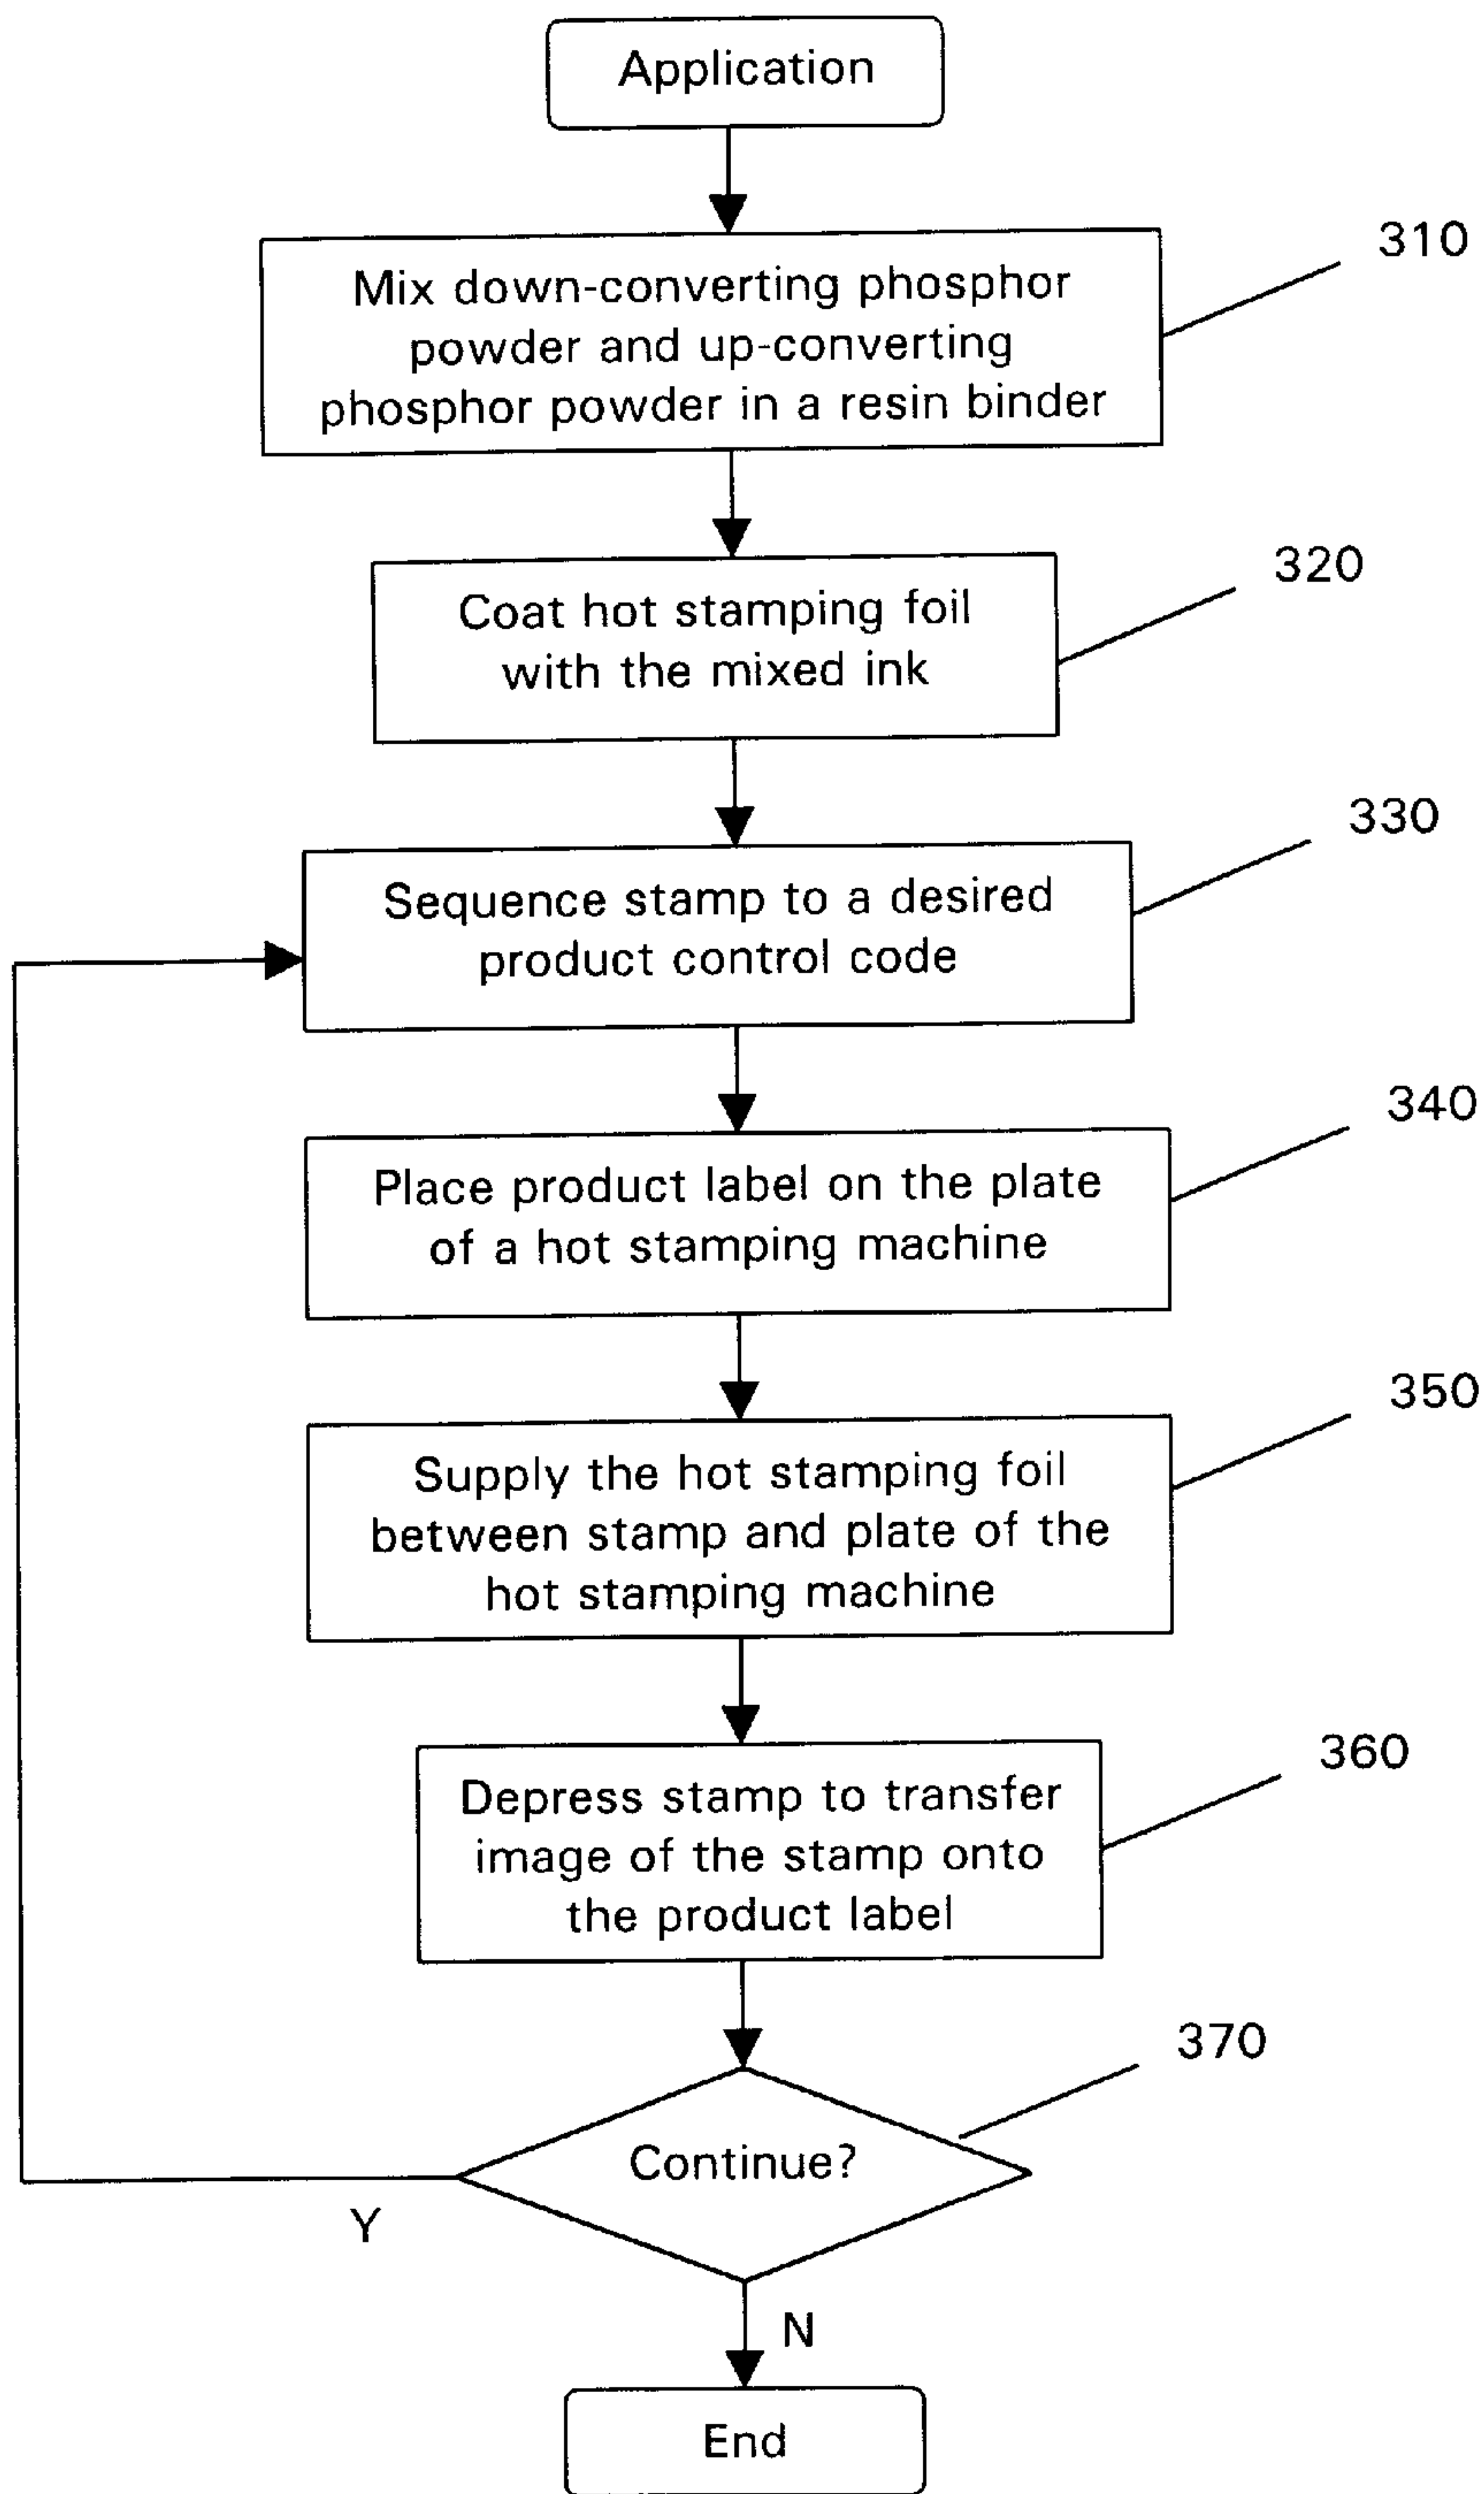 Application
310
Mix down-converting phosphor
powder and up-converting
phosphor powder in a resin binder
320
Coat hot stamping foil
with the mixed ink
330
Sequence stamp to a desired
product control code
340
Place product label on the plate
of a hot stamping machine
350
Supply the hot stamping foil
between stamp and plate of the
hot stamping machine
360
Depress stamp to transfer
image of the stamp onto
the product label
370
Continue?
Y
N
End